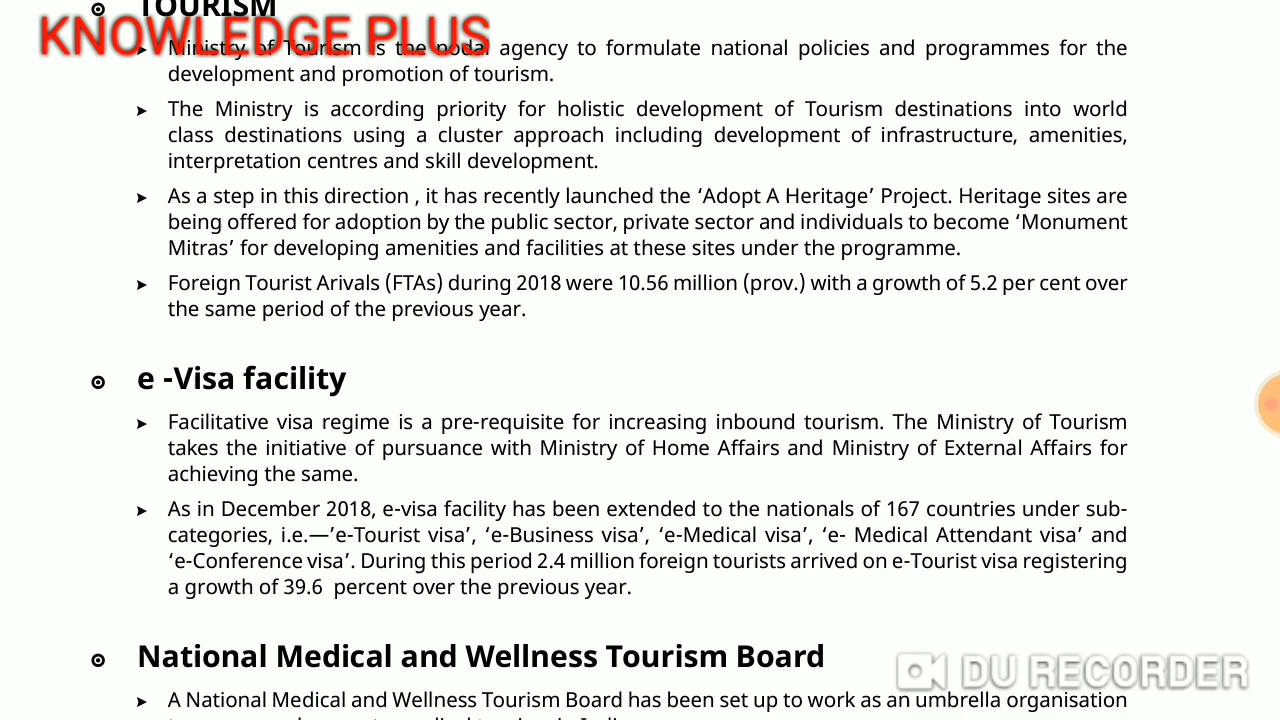 TOURISM
KNOWLEDGE PLUS
Ministry of Tourism is the nodal agency to formulate national policies and programmes for the
development and promotion of tourism.
The Ministry is according priority for holistic development of Tourism destinations into world
class destinations using a cluster approach including development of infrastructure, amenities,
interpretation centres and skill development.
As a step in this direction , it has recently launched the ‘Adopt A Heritage’ Project. Heritage sites are
being offered for adoption by the public sector, private sector and individuals to become ‘Monument
Mitras’ for developing amenities and facilities at these sites under the programme.
Foreign Tourist Arivals (FTAs) during 2018 were 10.56 million (prov.) with a growth of 5.2 per cent over
the same period of the previous year.
e -Visa facility
Facilitative visa regime is a pre-requisite for increasing inbound tourism. The Ministry of Tourism
takes the initiative of pursuance with Ministry of Home Affairs and Ministry of External Affairs for
achieving the same.
As in December 2018, e-visa facility has been extended to the nationals of 167 countries under sub-
categories, i.e.—’e-Tourist visa’, ‘e-Business visa’, ‘e-Medical visa’, ‘e- Medical Attendant visa’ and
‘e-Conference visa’. During this period 2.4 million foreign tourists arrived on e-Tourist visa registering
a growth of 39.6  percent over the previous year.
National Medical and Wellness Tourism Board
DU RECORDER
A National Medical and Wellness Tourism Board has been set up to work as an umbrella organisation